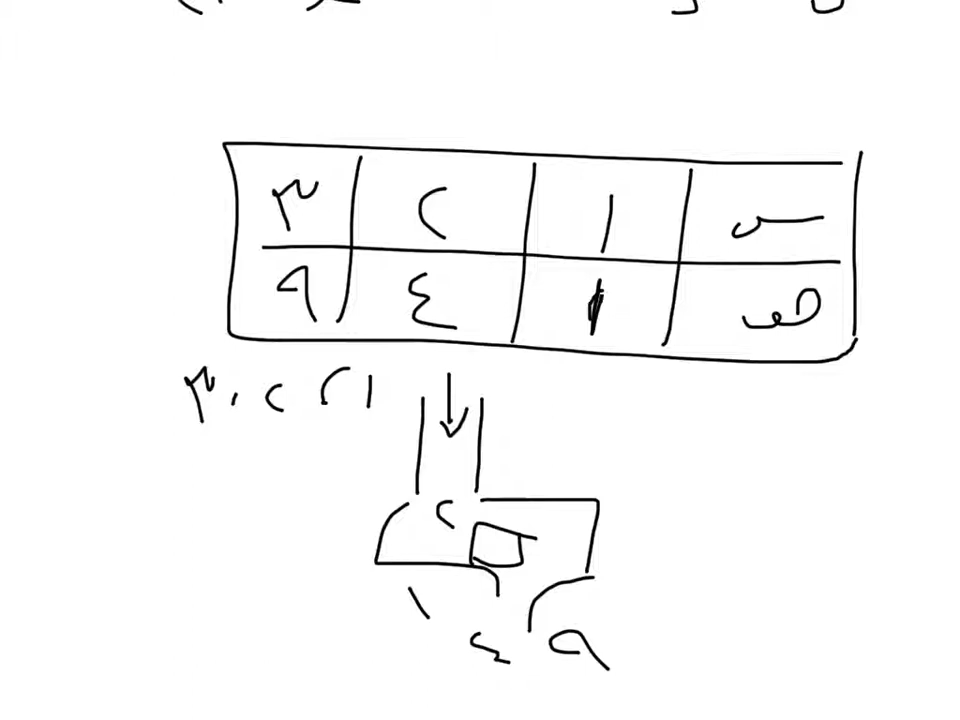 س ١ ٢ ٣
ص ١ ٤ ٩
١ ، ٢ ، ٣
٢
١ ٤ ٩